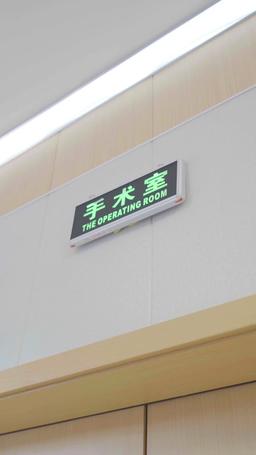 手术室
THE OPERATING ROOM